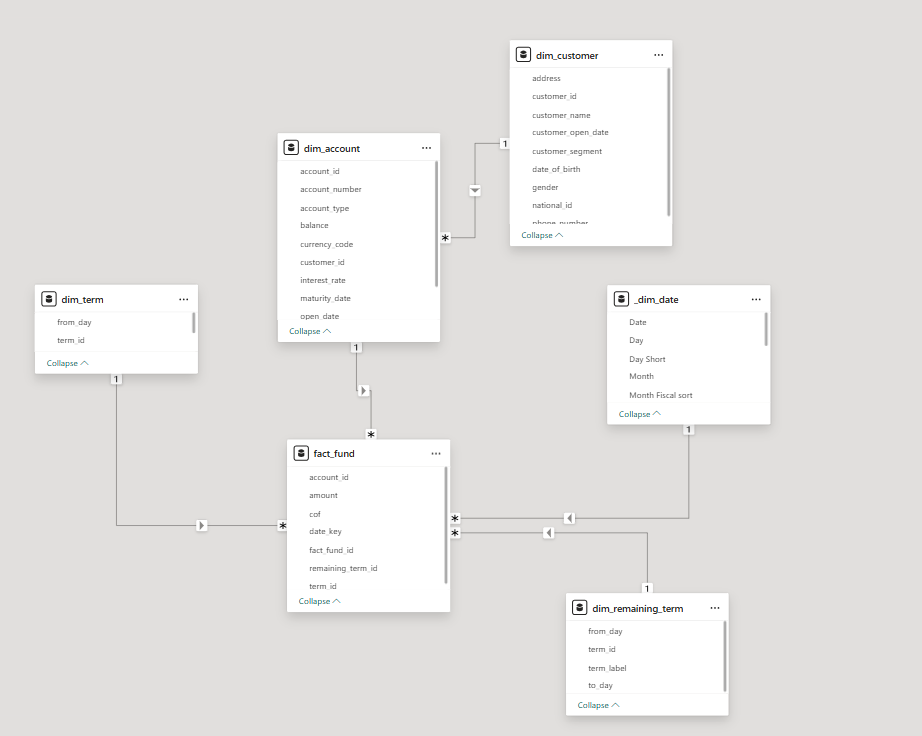 dim_customer
address
customer_id
customer_name
customer_open_date
customer_segment
date_of_birth
gender
national_id
phone_number
Collapse
dim_account
account_id
account_number
account_type
balance
currency_code
customer_id
interest_rate
maturity_date
open_date
Collapse
1
*
dim_term
from_day
term_id
Collapse
1
_dim_date
Date
Day
Day Short
Month
Month Fiscal sort
Collapse
1
1
*
fact_fund
account_id
amount
cof
date_key
fact_fund_id
remaining_term_id
term_id
Collapse
*
*
*
1
dim_remaining_term
from_day
term_id
term_label
to_day
Collapse